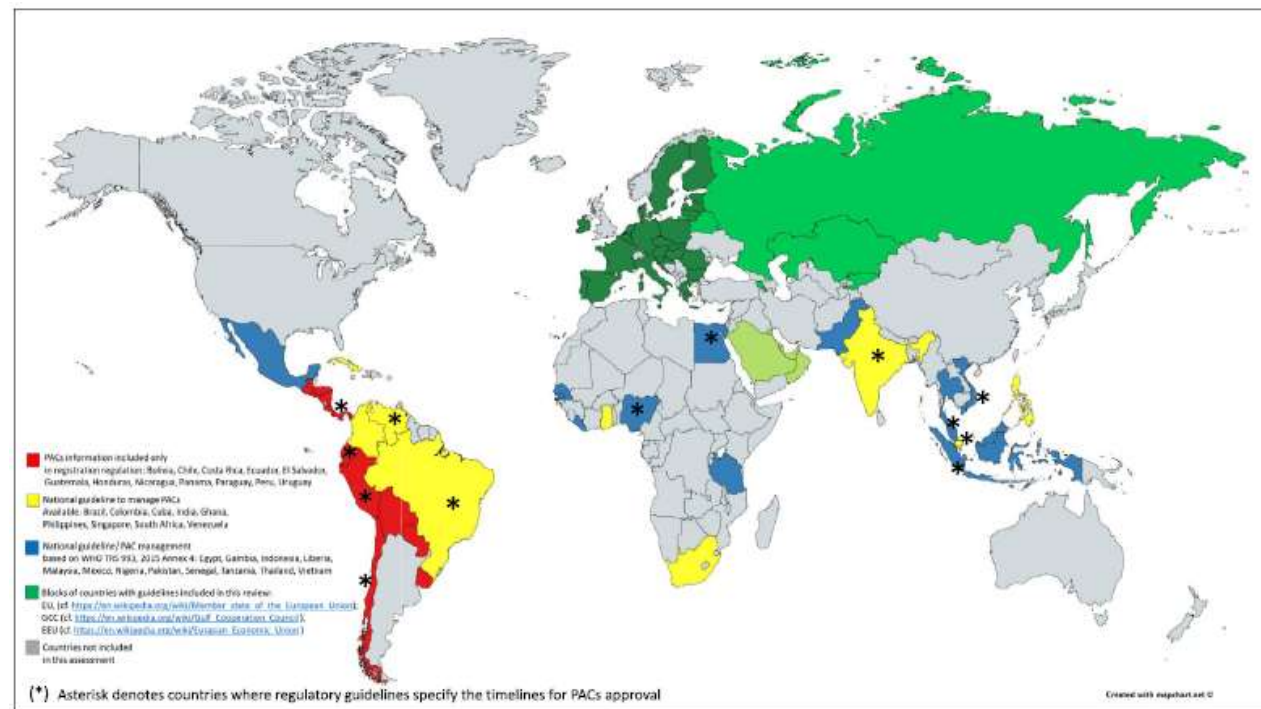 PACs information included only
in registration regulation: Bolivia, Chile, Costa Rica, Ecuador, El Salvador,
Guatemala, Honduras, Nicaragua, Panama, Paraguay, Peru, Uruguay
National guideline to manage PACs
Available: Brazil, Colombia, Cuba, India, Ghana,
Philippines, Singapore, South Africa, Venezuela
National guideline/ PAC management
based on WHO TRS 993, 2015 Annex 4: Egypt, Gambia, Indonesia, Liberia,
Malaysia, Mexico, Nigeria, Pakistan, Senegal, Tanzania, Thailand, Vietnam
Blocks of countries with guidelines included in this review:
EU, (cf. https://en.wikipedia.org/wiki/Member_state_of_the_European_Union);
GCC (cf. https://en.wikipedia.org/wiki/Gulf_Cooperation_Council);
EEU (cf. https://en.wikipedia.org/wiki/Eurasian_Economic_Union)
Countries not included
in this assessment
(*) Asterisk denotes countries where regulatory guidelines specify the timelines for PACs approval
Created with mapchart.net ©